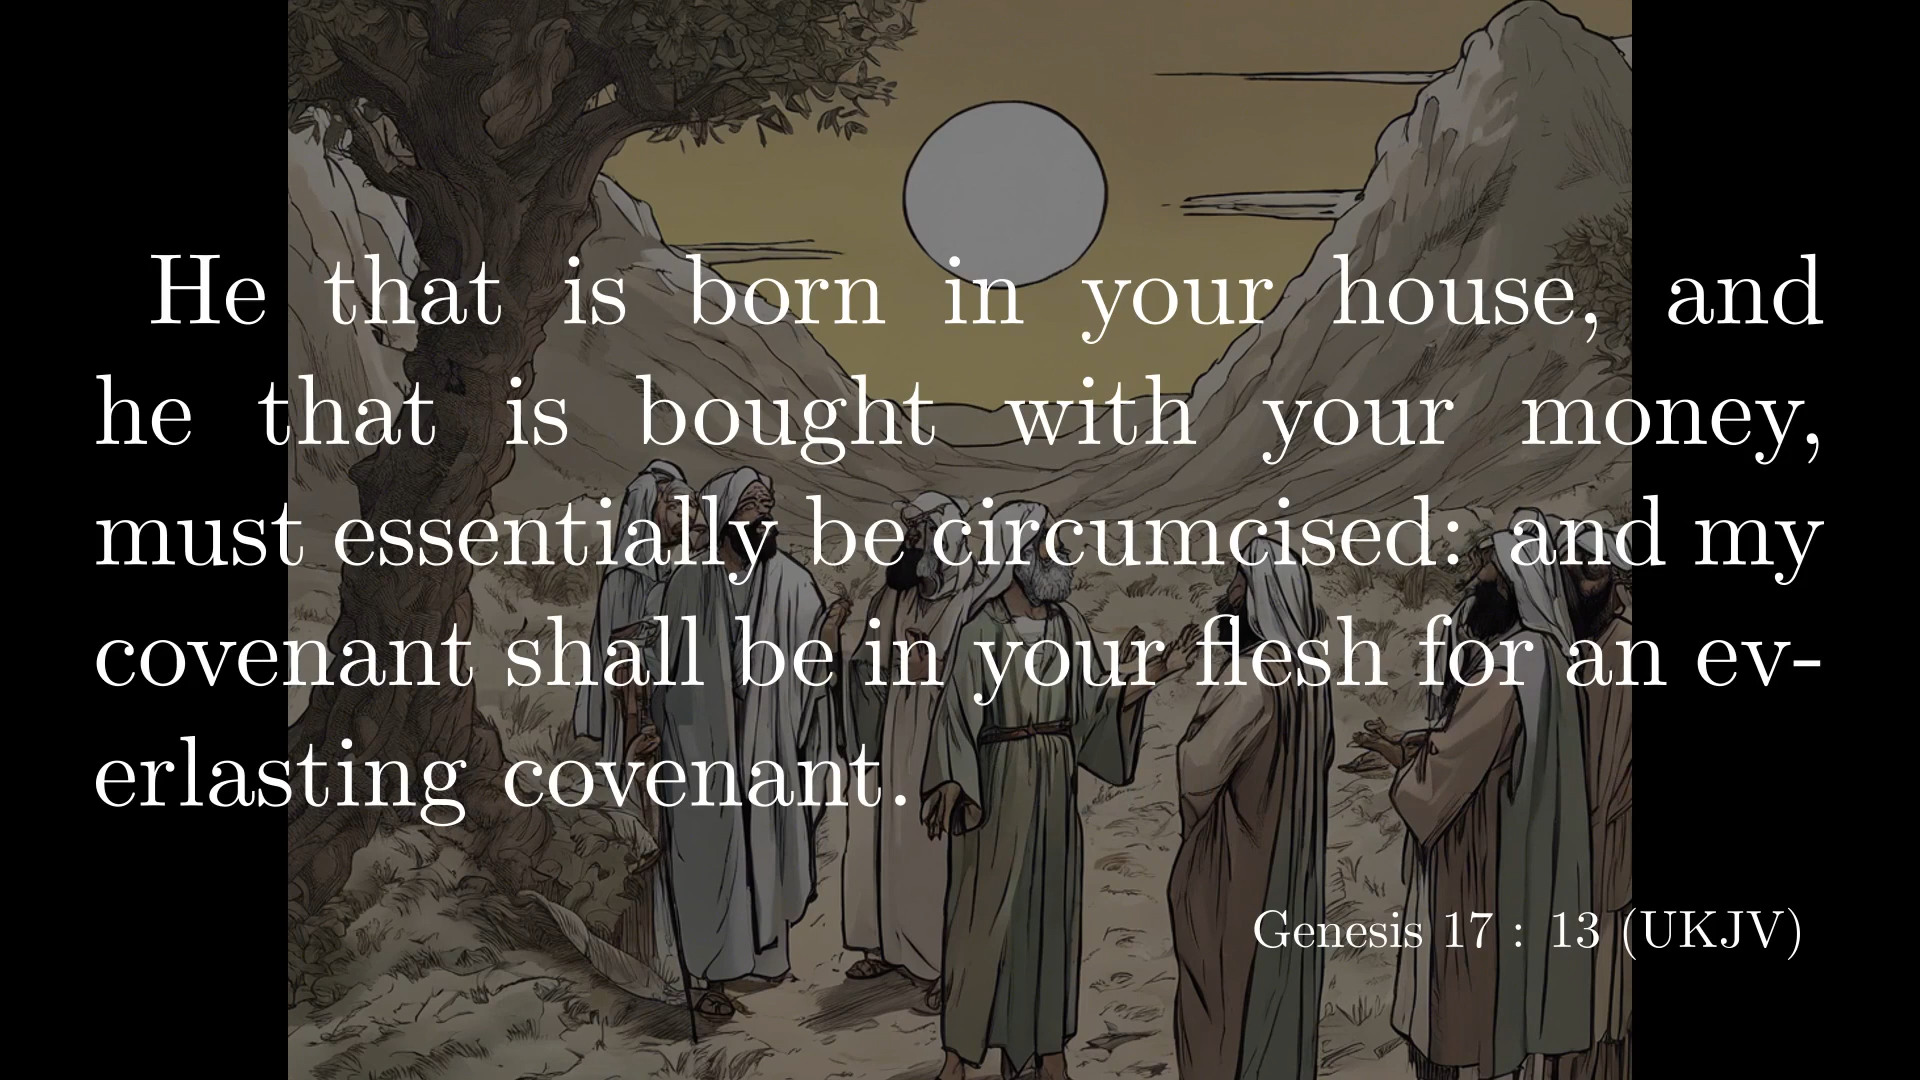 He that is born in your house, and
he that is bought with your money,
must essentially be circumcised: and my
covenant shall be in your flesh for an ev-
erlasting covenant.
Genesis 17 : 13 (UKJV)